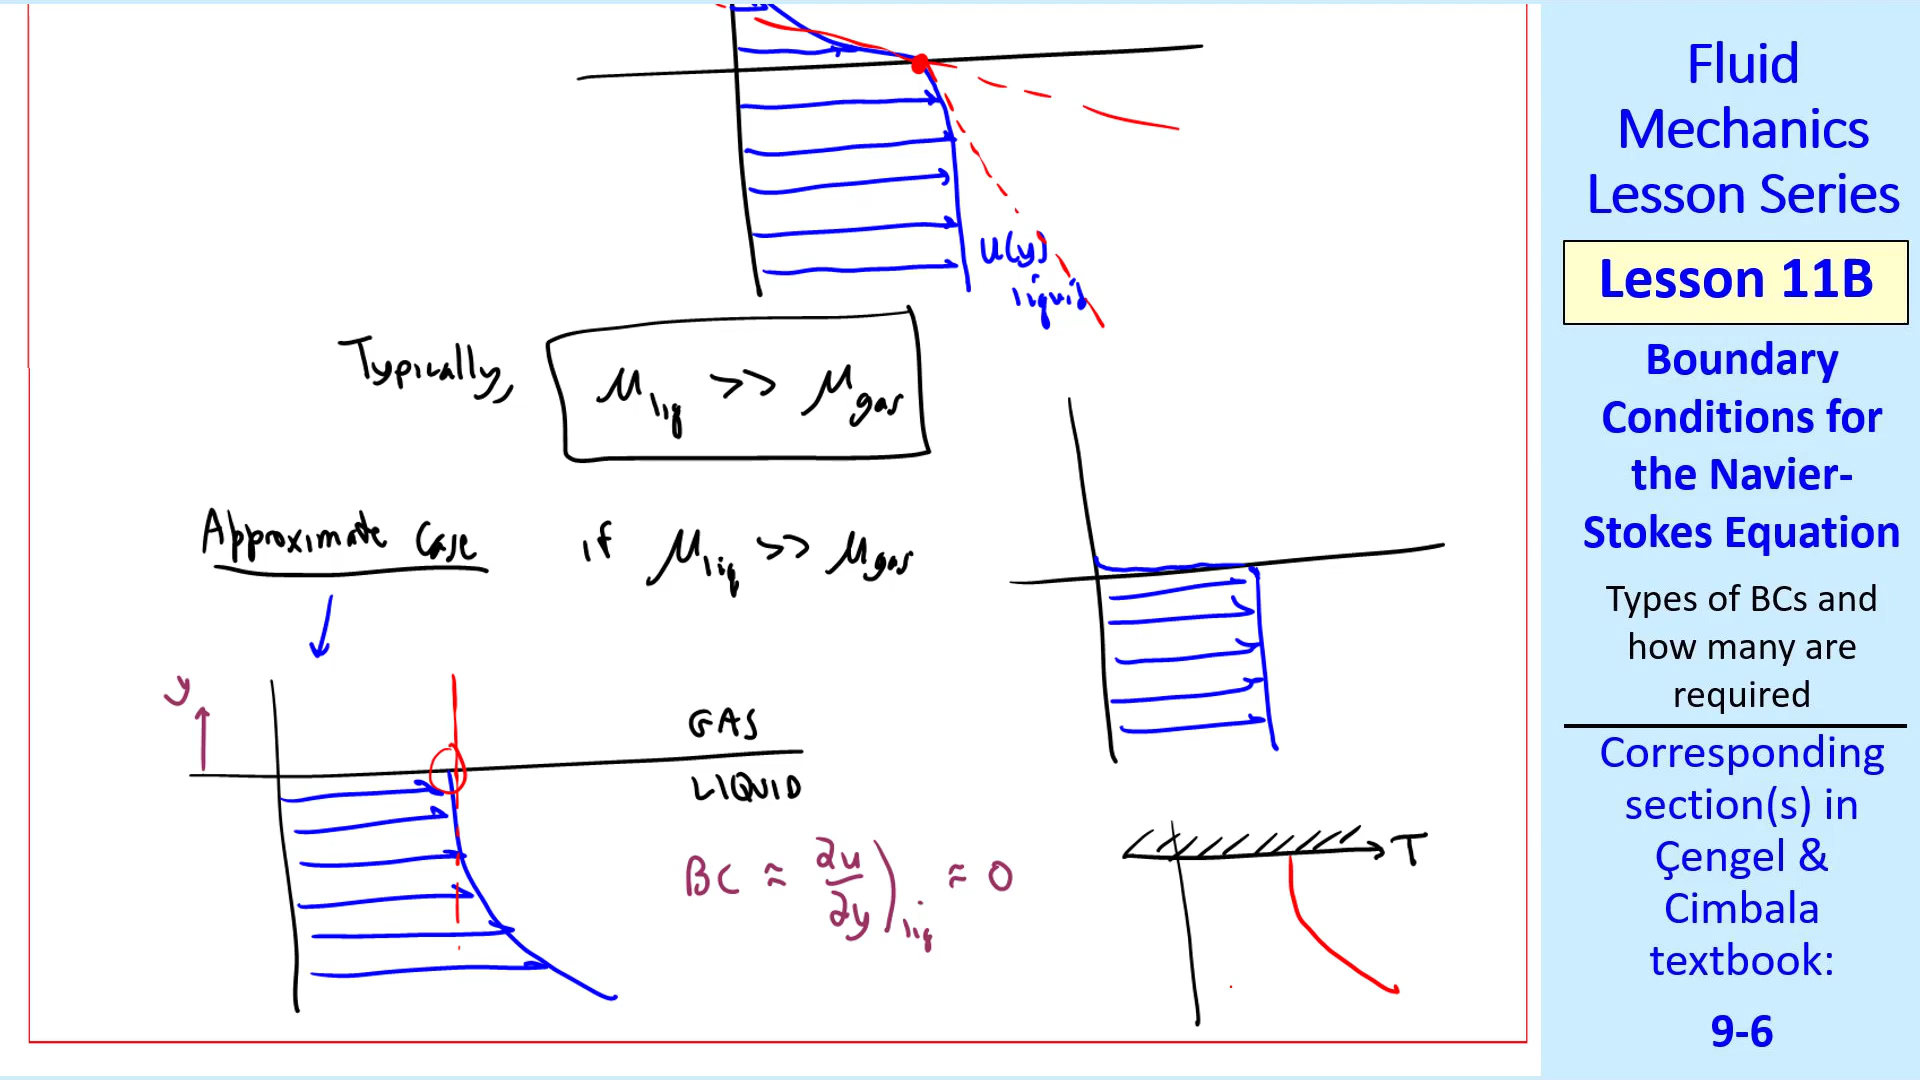 u(y)
liquid
Typically,
μliq >> μgas
Approximate Case if μliq >> μgas
y
GAS
LIQUID
BC ≈ ∂u/∂y)liq ≈ 0
T
Fluid
Mechanics
Lesson Series
Lesson 11B
Boundary
Conditions for
the Navier-
Stokes Equation
Types of BCs and
how many are
required
Corresponding
section(s) in
Çengel &
Cimbala
textbook:
9-6